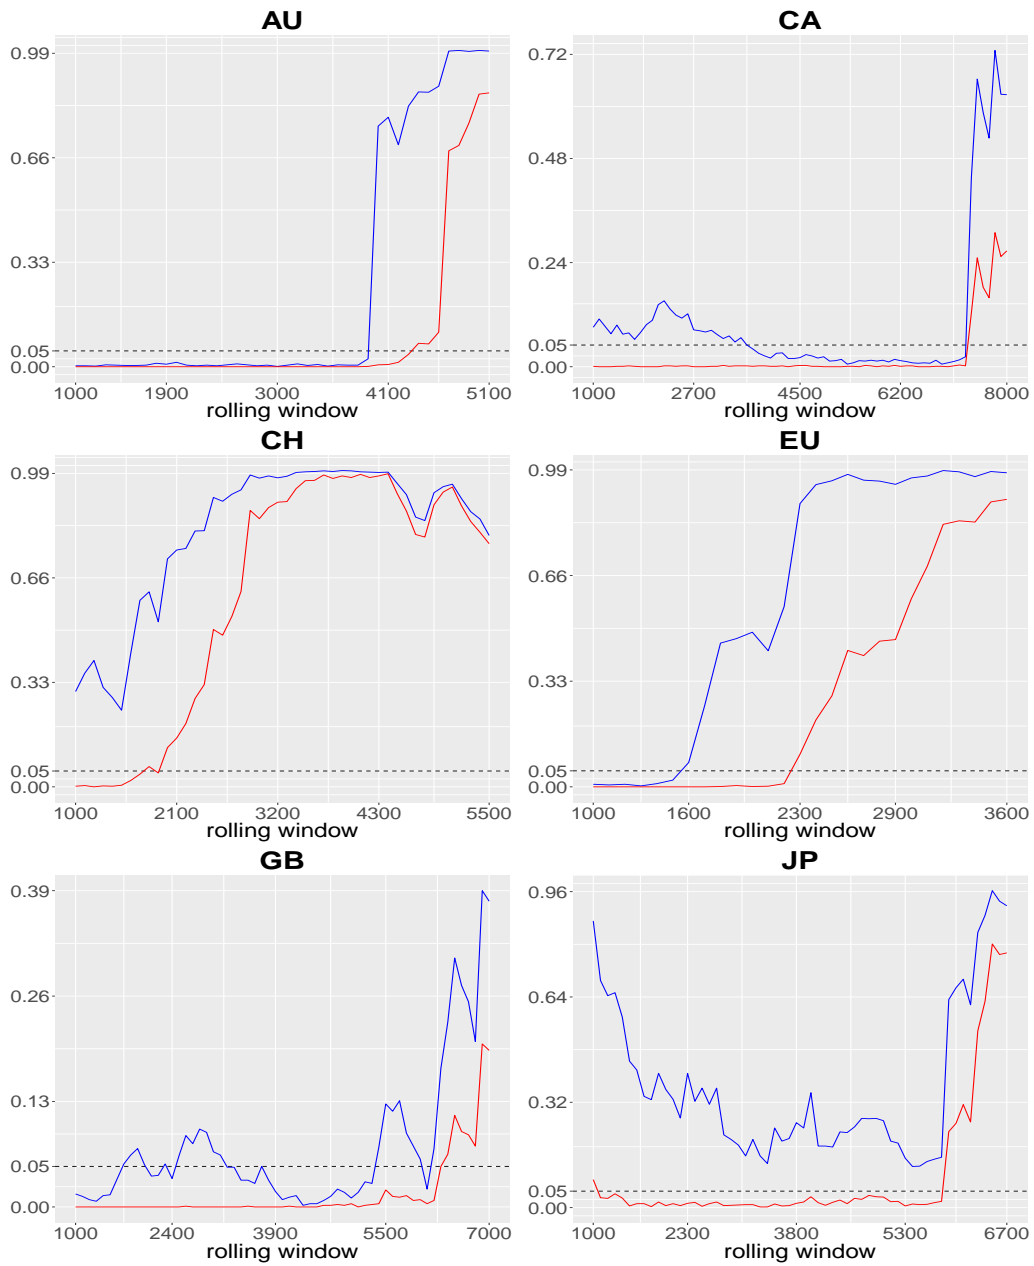 AU
0.99
0.66
0.33
0.05
0.00
1000 1900 3000 4100 5100
rolling window
CA
0.72
0.48
0.24
0.05
0.00
1000 2700 4500 6200 8000
rolling window
CH
0.99
0.66
0.33
0.05
0.00
1000 2100 3200 4300 5500
rolling window
EU
0.99
0.66
0.33
0.05
0.00
1000 1600 2300 2900 3600
rolling window
GB
0.39
0.26
0.13
0.05
0.00
1000 2400 3900 5500 7000
rolling window
JP
0.96
0.64
0.32
0.05
0.00
1000 2300 3800 5300 6700
rolling window